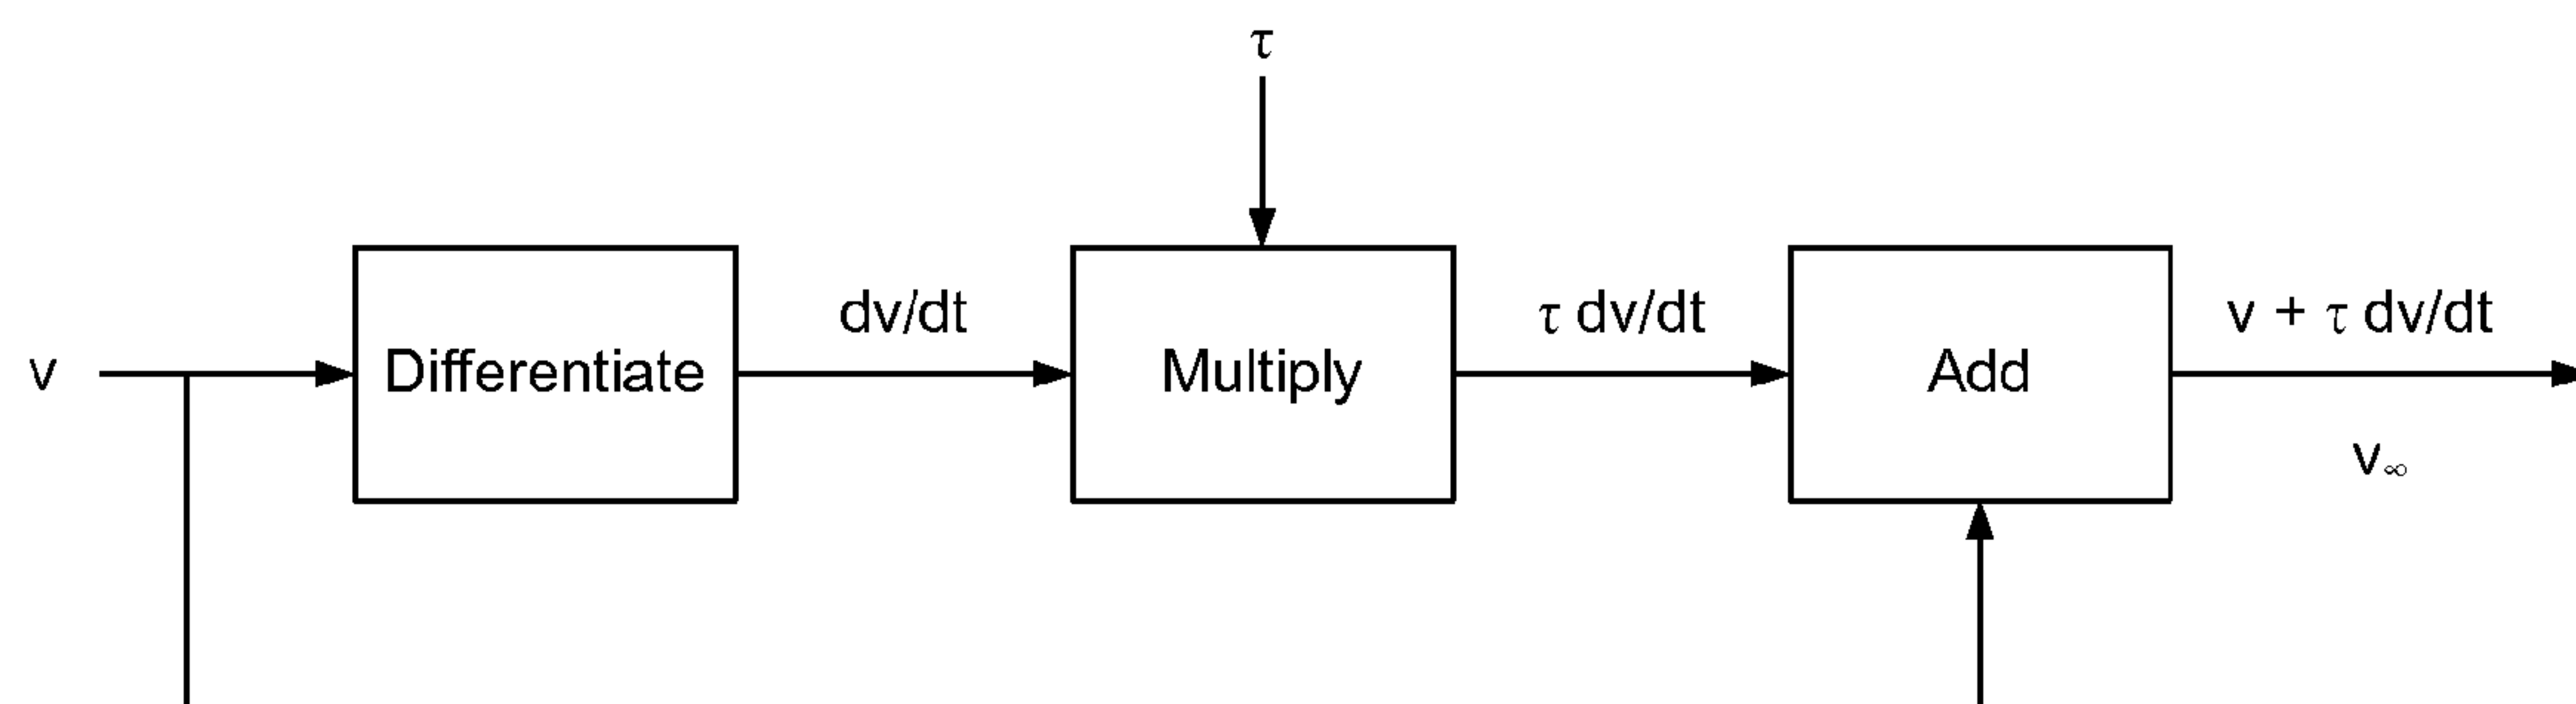 τ
dv/dt
τ dv/dt
v + τ dv/dt
v
Differentiate
Multiply
Add
v∞